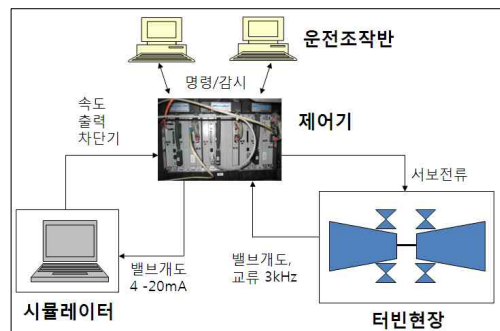 운전조작반
명령/감시
속도
출력
차단기
제어기
서보전류
밸브개도
4 -20mA
밸브개도,
교류 3kHz
시뮬레이터
터빈현장